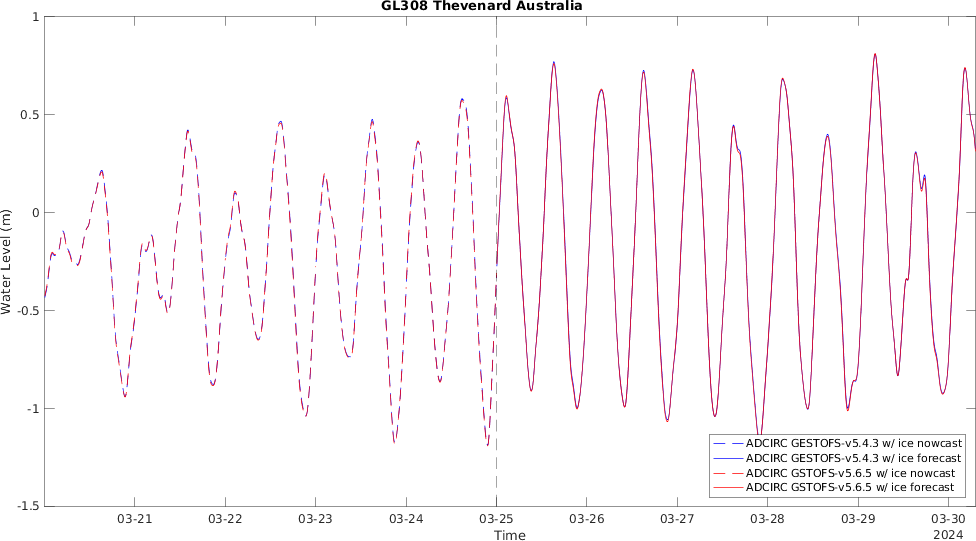 GL308 Thevenard Australia
1
0.5
0
-0.5
-1
-1.5
Water Level (m)
03-21
03-22
03-23
03-24
03-25
03-26
03-27
03-28
03-29
03-30
2024
Time
ADCIRC GESTOFS-v5.4.3 w/ ice nowcast
ADCIRC GESTOFS-v5.4.3 w/ ice forecast
ADCIRC GSTOFS-v5.6.5 w/ ice nowcast
ADCIRC GSTOFS-v5.6.5 w/ ice forecast